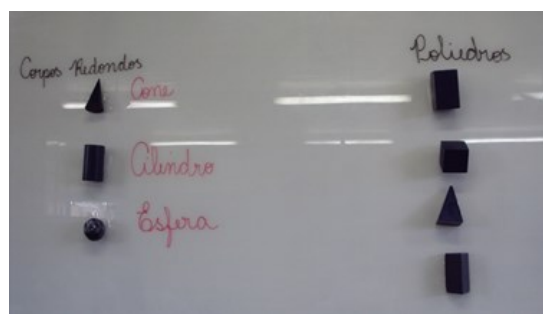 Corpos Redondos
Poliedros
Cone
Cilindro
Esfera